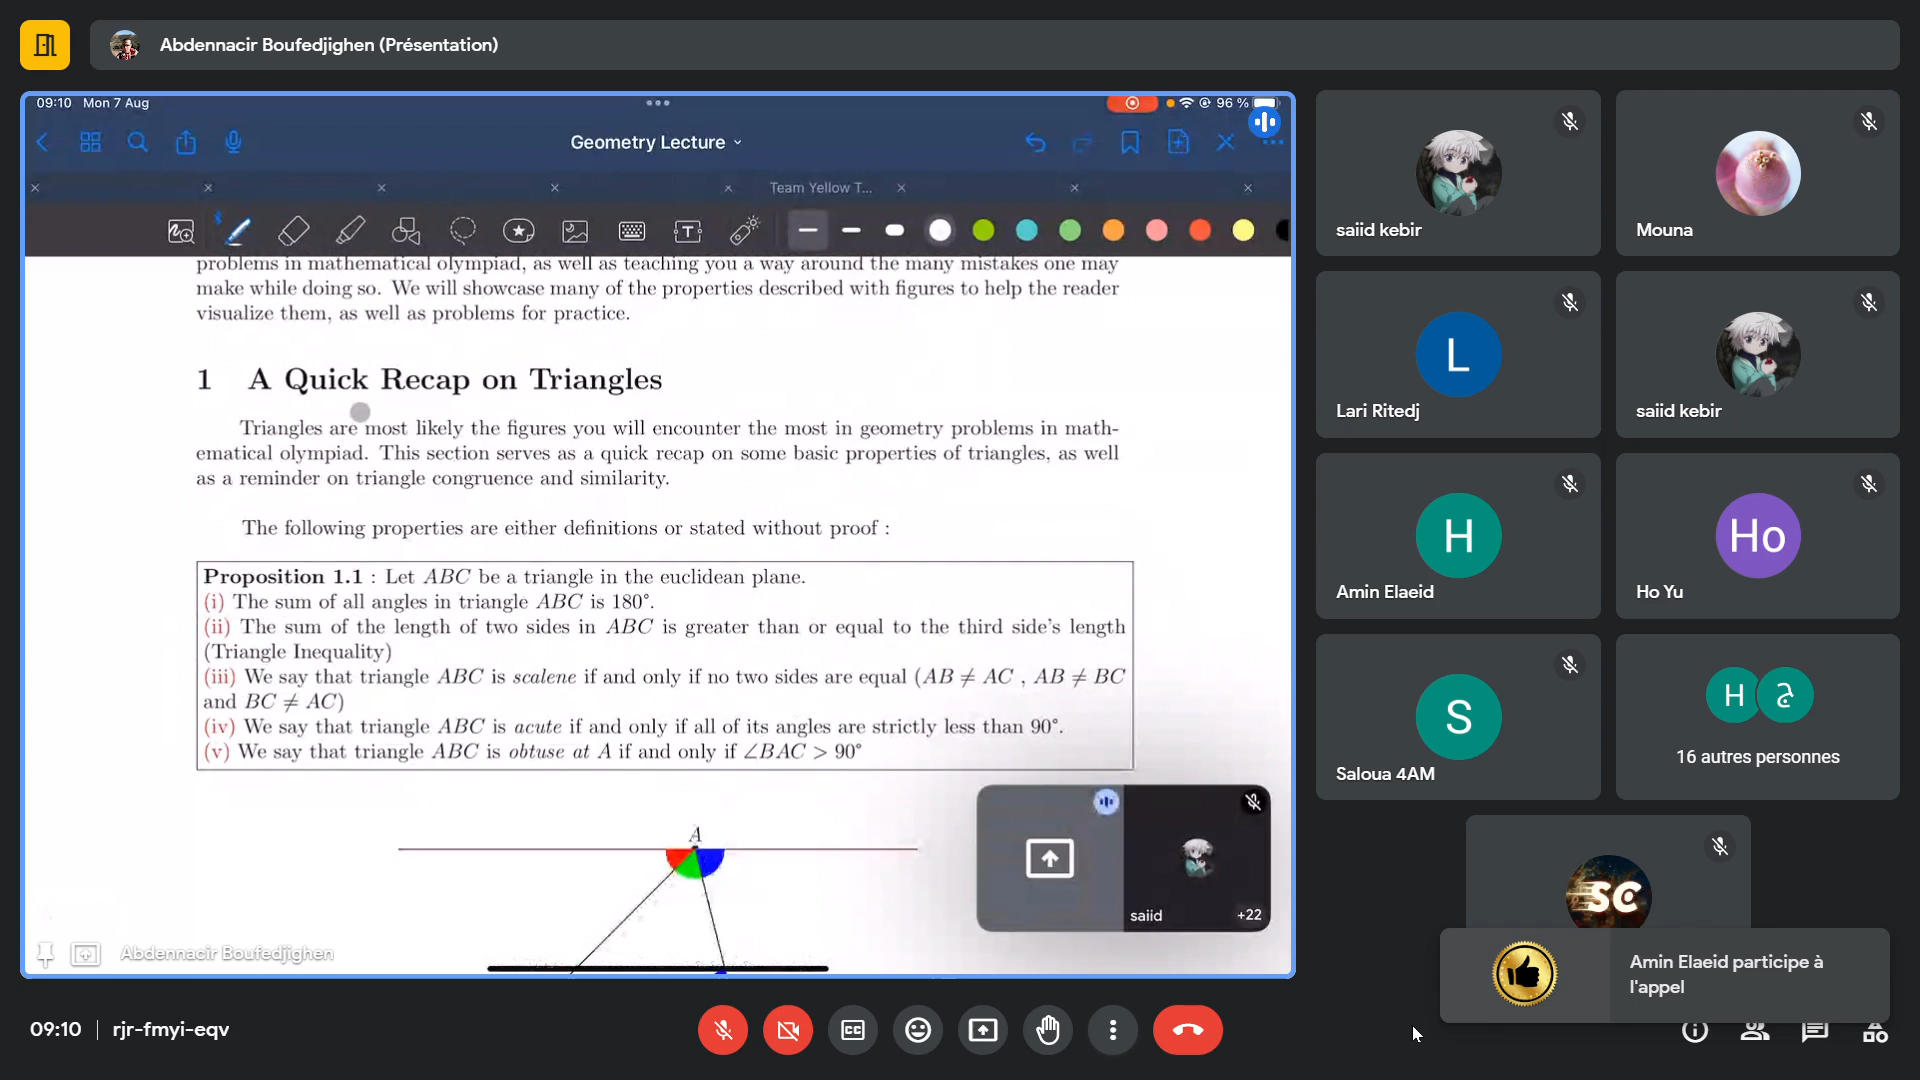 Abdennacir Boufedjighen (Présentation)
09:10 Mon 7 Aug
96 %
Geometry Lecture
Team Yellow T...
T
problems in mathematical olympiad, as well as teaching you a way around the many mistakes one may
make while doing so. We will showcase many of the properties described with figures to help the reader
visualize them, as well as problems for practice.
1 A Quick Recap on Triangles
Triangles are most likely the figures you will encounter the most in geometry problems in math-
ematical olympiad. This section serves as a quick recap on some basic properties of triangles, as well
as a reminder on triangle congruence and similarity.
The following properties are either definitions or stated without proof :
Proposition 1.1 : Let ABC be a triangle in the euclidean plane.
(i) The sum of all angles in triangle ABC is 180°.
(ii) The sum of the length of two sides in ABC is greater than or equal to the third side's length
(Triangle Inequality)
(iii) We say that triangle ABC is scalene if and only if no two sides are equal (AB ≠ AC , AB ≠ BC
and BC ≠ AC)
(iv) We say that triangle ABC is acute if and only if all of its angles are strictly less than 90°.
(v) We say that triangle ABC is obtuse at A if and only if ∠BAC > 90°
A
saiid
+22
Abdennacir Boufedjighen
saiid kebir
Mouna
L
Lari Ritedj
saiid kebir
H
Amin Elaeid
Ho
Ho Yu
S
Saloua 4AM
H
16 autres personnes
SC
Amin Elaeid participe à
l'appel
09:10 | rjr-fmyi-eqv
CC